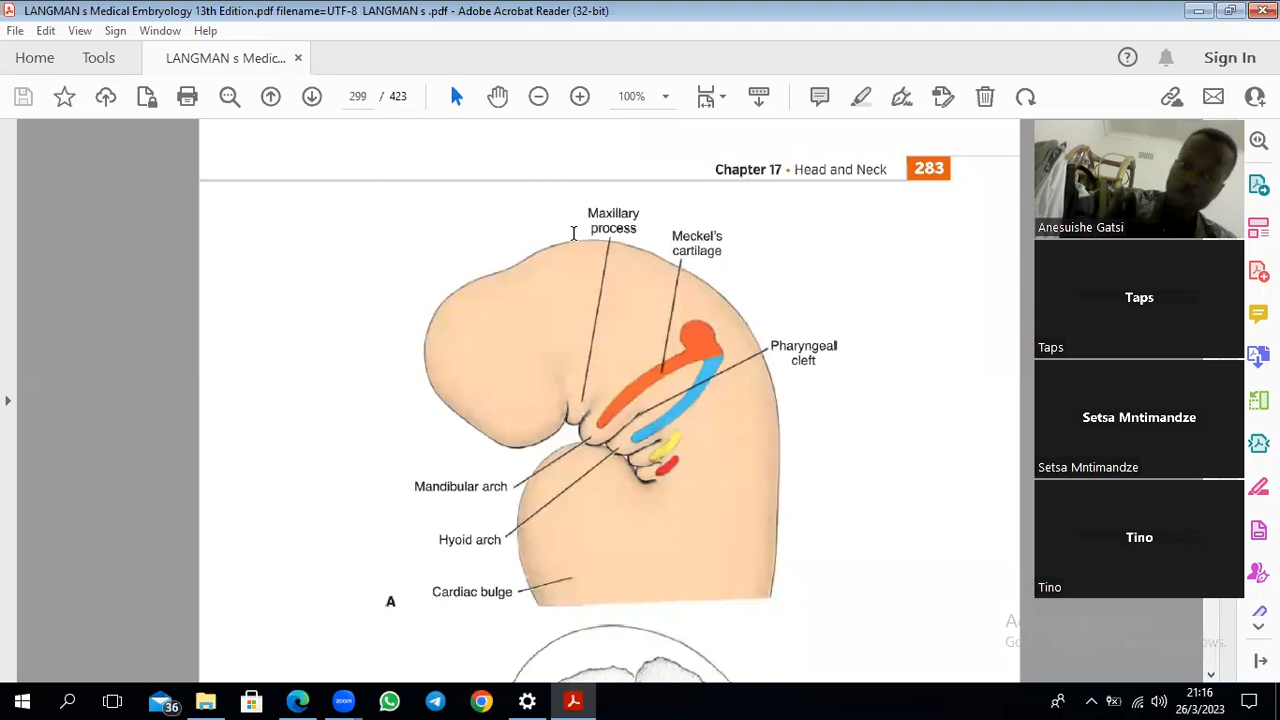 LANGMAN s Medical Embryology 13th Edition.pdf filename=UTF-8 LANGMAN s .pdf - Adobe Acrobat Reader (32-bit)
File Edit View Sign Window Help
Home Tools LANGMAN s Medic... × Sign In
299 / 423 100%
Chapter 17 • Head and Neck 283
Maxillary
process
Meckel's
cartilage
Pharyngeal
cleft
Mandibular arch
Hyoid arch
Cardiac bulge
A
Anesuishe Gatsi
Taps
Taps
Setsa Mntimandze
Setsa Mntimandze
Tino
Tino
36
zoom
21:16
26/3/2023